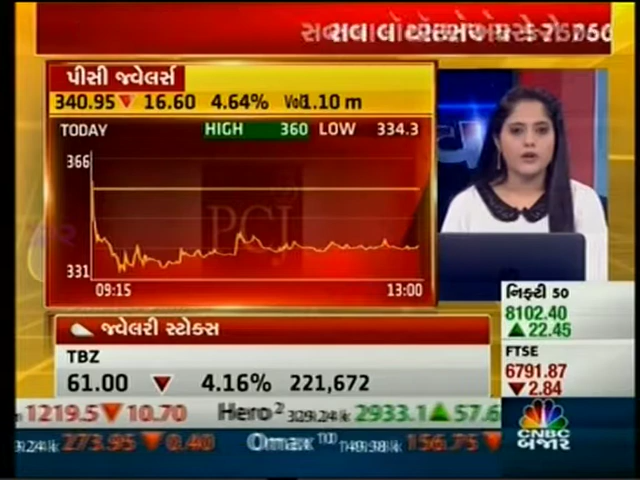 પીસી જ્વેલર્સ
340.95 16.60 4.64% Vol:1.10 m
TODAY HIGH 360 LOW 334.3
366
PCJ
331
09:15 13:00
જ્વેલરી સ્ટોક્સ
TBZ
61.00 4.16% 221,672
નિફ્ટી 50
8102.40
22.45
FTSE
6791.87
2.84
1219.5 10.70 Hero 2933.1 57.6
273.95 0.40 Omax 156.75
CNBC
બજાર